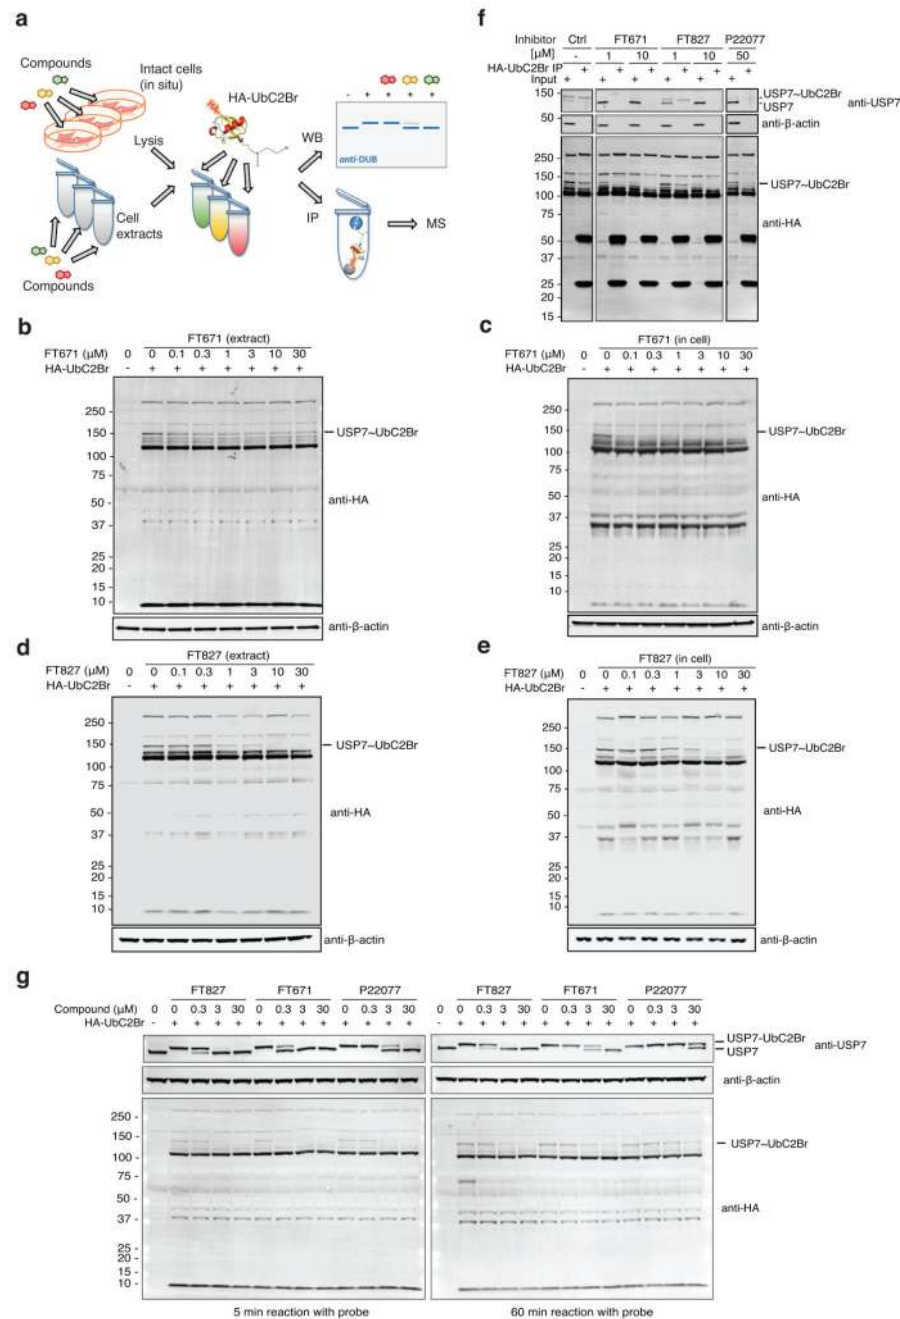 a
Compounds
Intact cells
(in situ)
HA-UbC2Br
- + + + +
Lysis
WB
anti-DUB
Cell
extracts
IP
MS
Compounds
f
Inhibitor Ctrl FT671 FT827 P22077
[µM] - 1 10 1 10 50
HA-UbC2Br IP + + + + + +
Input + + + + + +
150
USP7~UbC2Br
USP7
anti-USP7
50
anti-β-actin
250
150
USP7~UbC2Br
100
75
anti-HA
50
37
25
20
15
b
FT671 (extract)
FT671 (µM) 0 0 0.1 0.3 1 3 10 30
HA-UbC2Br - + + + + + + +
250
150
USP7~UbC2Br
100
75
50
anti-HA
37
25
20
15
10
anti-β-actin
c
FT671 (in cell)
FT671 (µM) 0 0 0.1 0.3 1 3 10 30
HA-UbC2Br - + + + + + + +
250
150
USP7~UbC2Br
100
75
50
anti-HA
37
25
20
15
10
anti-β-actin
d
FT827 (extract)
FT827 (µM) 0 0 0.1 0.3 1 3 10 30
HA-UbC2Br - + + + + + + +
250
150
USP7~UbC2Br
100
75
50
anti-HA
37
25
20
15
10
anti-β-actin
e
FT827 (in cell)
FT827 (µM) 0 0 0.1 0.3 1 3 10 30
HA-UbC2Br - + + + + + + +
250
150
USP7~UbC2Br
100
75
50
anti-HA
37
25
20
15
10
anti-β-actin
g
FT827 FT671 P22077 FT827 FT671 P22077
Compound (µM) 0 0 0.3 3 30 0 0.3 3 30 0 0.3 3 30 0 0 0.3 3 30 0 0.3 3 30 0 0.3 3 30
HA-UbC2Br - + + + + + + + + + + + + - + + + + + + + + + + + +
USP7-UbC2Br
USP7
anti-USP7
anti-β-actin
250
150
USP7~UbC2Br
100
75
50
anti-HA
37
25
20
15
10
5 min reaction with probe 60 min reaction with probe